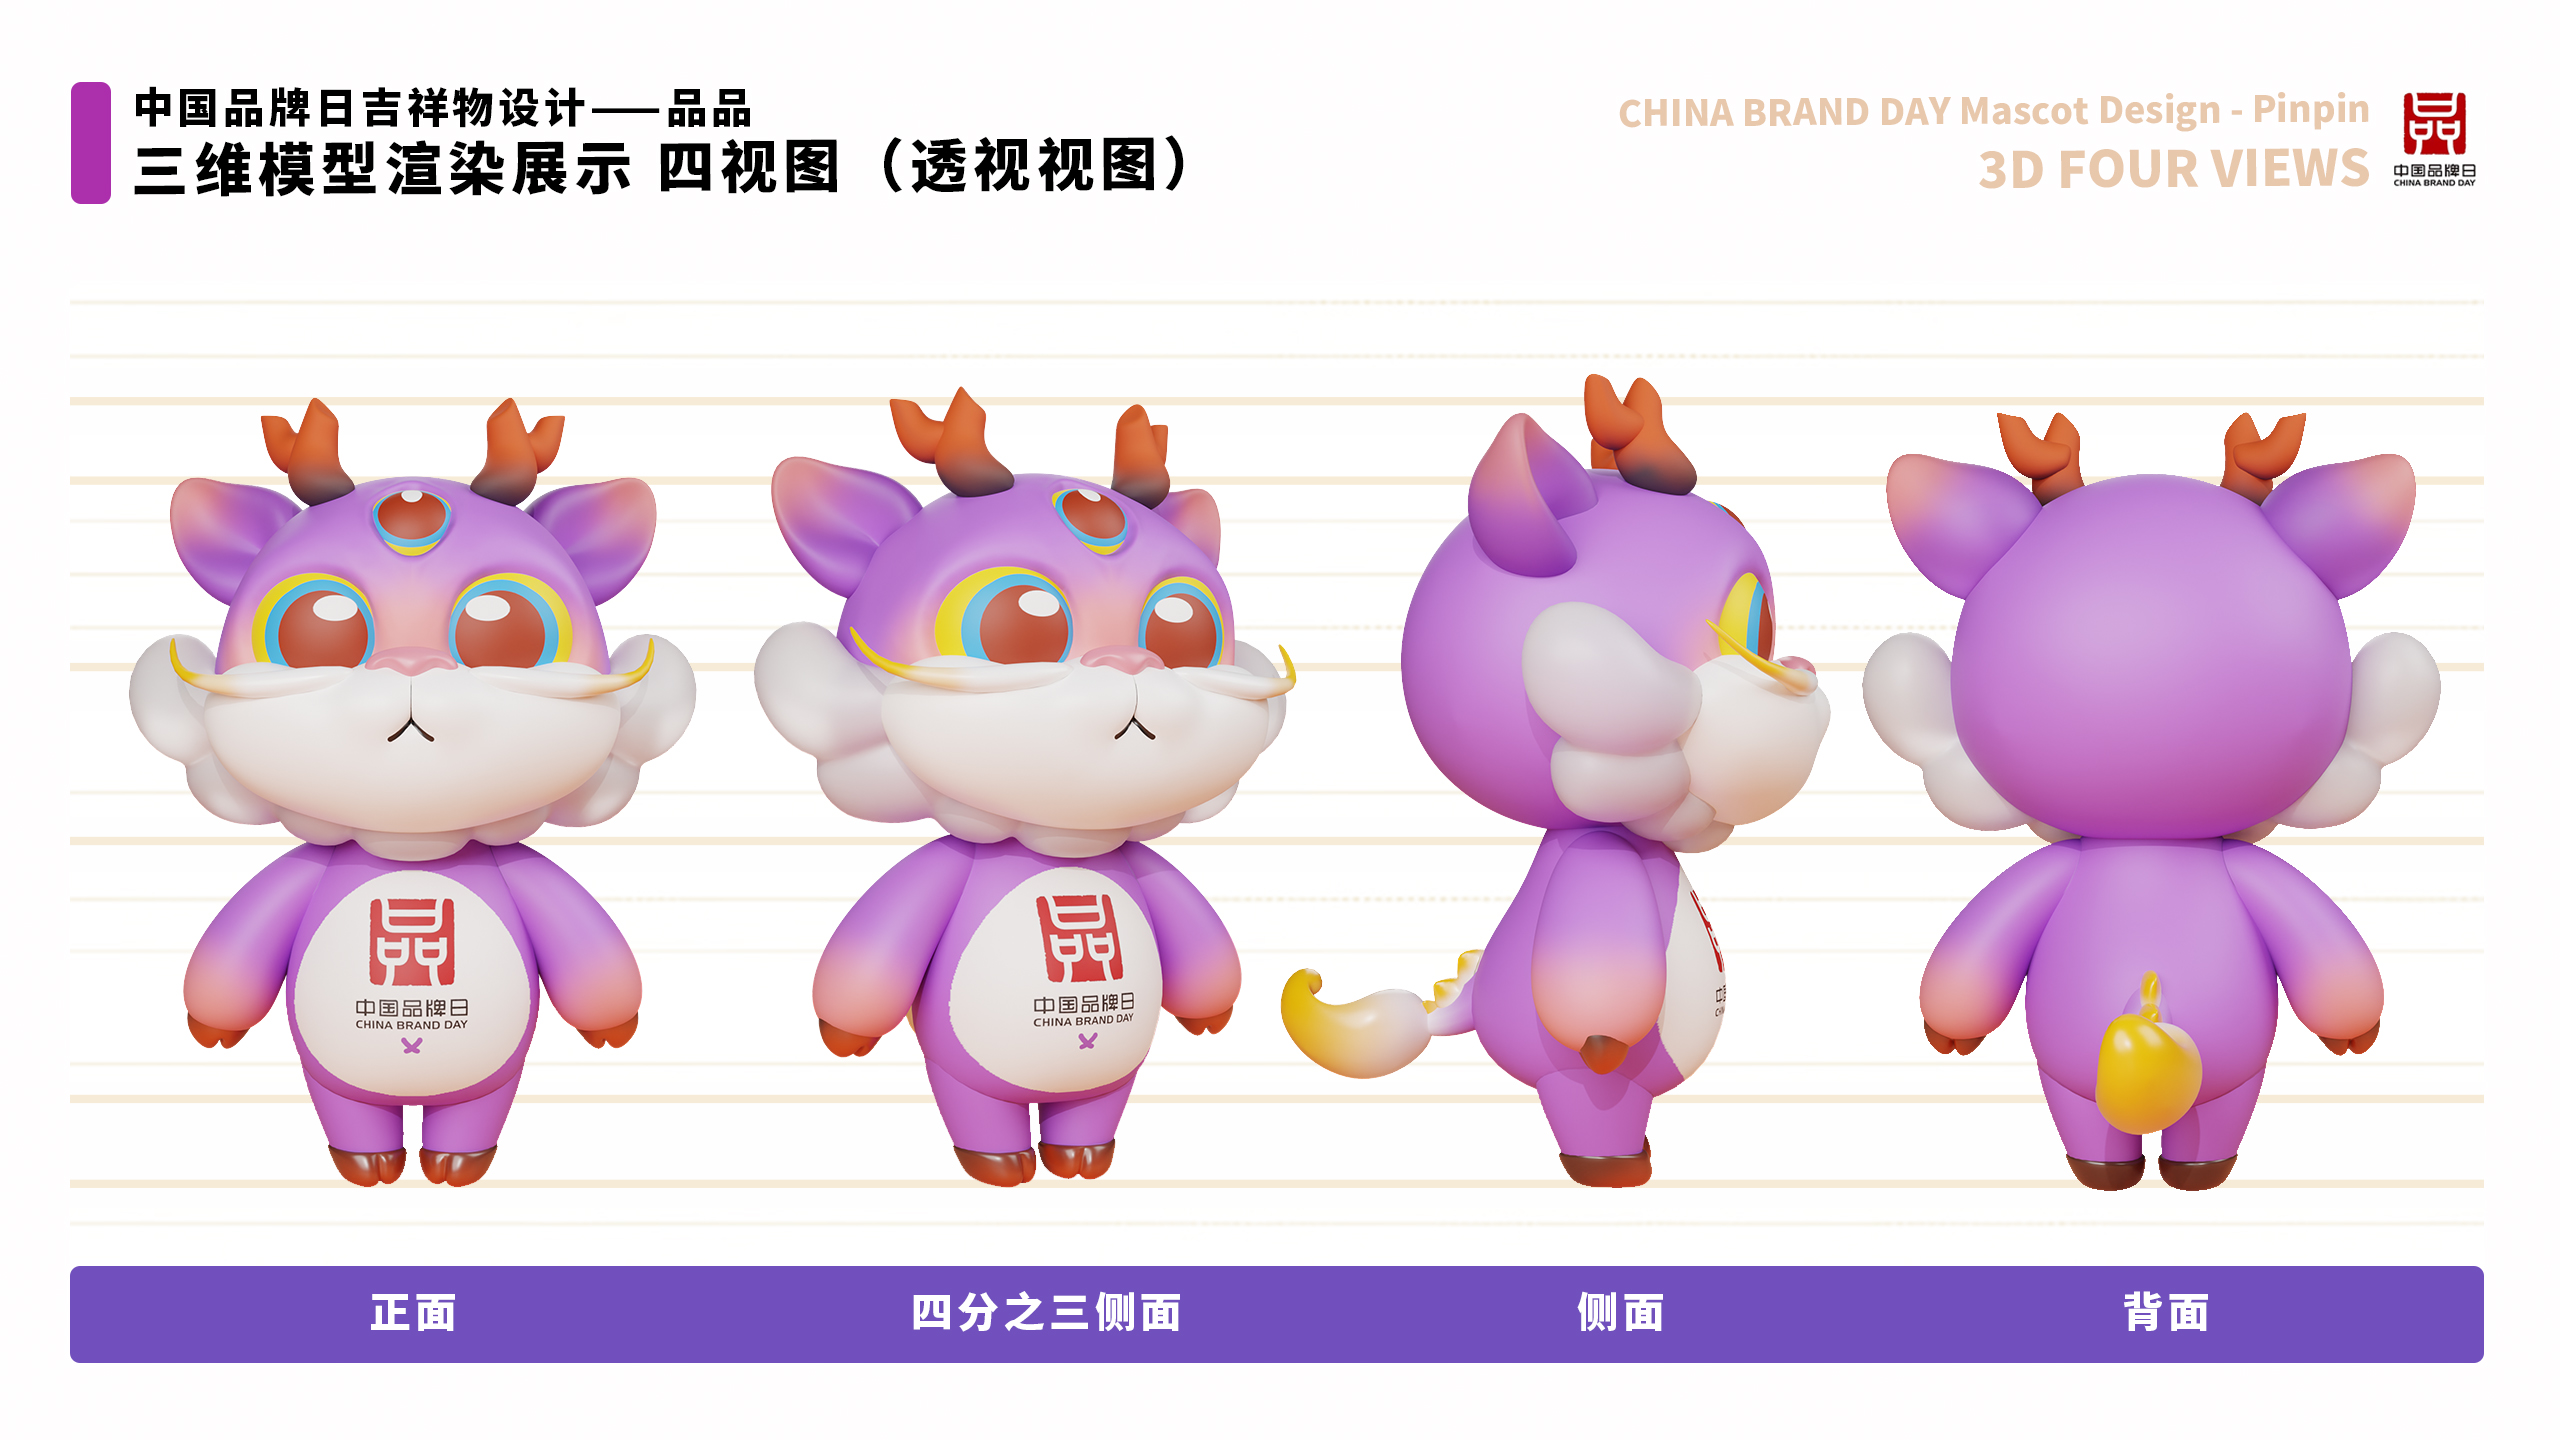 中国品牌日吉祥物设计——品品
三维模型渲染展示 四视图（透视视图）
CHINA BRAND DAY Mascot Design - Pinpin
3D FOUR VIEWS
品
中国品牌日
CHINA BRAND DAY
品
中国品牌日
CHINA BRAND DAY
品
中国品牌日
CHINA BRAND DAY
正面
四分之三侧面
侧面
背面